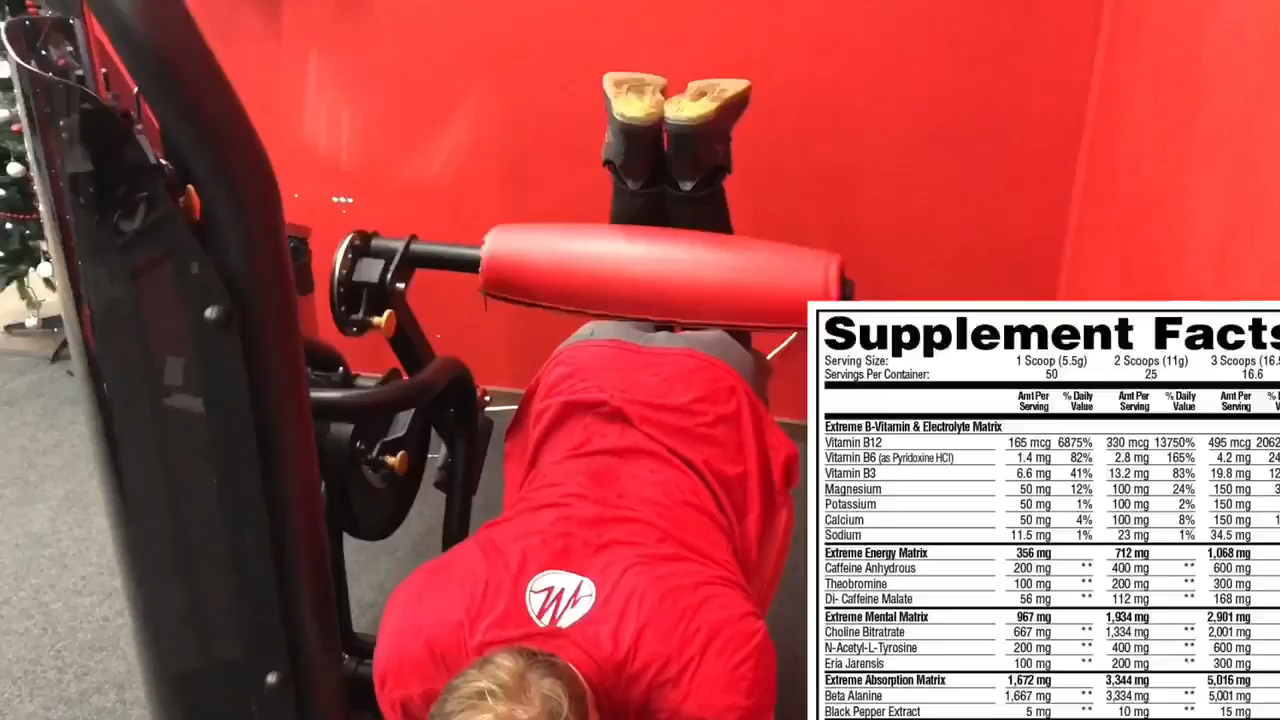 W
Supplement Facts
Serving Size: 1 Scoop (5.5g) 2 Scoops (11g) 3 Scoops (16.5
Servings Per Container: 50 25 16.6
Amt Per Serving % Daily Value Amt Per Serving % Daily Value Amt Per Serving
Extreme B-Vitamin & Electrolyte Matrix
Vitamin B12 165 mcg 6875% 330 mcg 13750% 495 mcg 2062
Vitamin B6 (as Pyridoxine HCl) 1.4 mg 82% 2.8 mg 165% 4.2 mg 24
Vitamin B3 6.6 mg 41% 13.2 mg 83% 19.8 mg 12
Magnesium 50 mg 12% 100 mg 24% 150 mg 3
Potassium 50 mg 1% 100 mg 2% 150 mg
Calcium 50 mg 4% 100 mg 8% 150 mg 1
Sodium 11.5 mg 1% 23 mg 1% 34.5 mg
Extreme Energy Matrix 356 mg 712 mg 1,068 mg
Caffeine Anhydrous 200 mg ** 400 mg ** 600 mg
Theobromine 100 mg ** 200 mg ** 300 mg
Di- Caffeine Malate 56 mg ** 112 mg ** 168 mg
Extreme Mental Matrix 967 mg 1,934 mg 2,901 mg
Choline Bitratrate 667 mg ** 1,334 mg ** 2,001 mg
N-Acetyl-L-Tyrosine 200 mg ** 400 mg ** 600 mg
Eria Jarensis 100 mg ** 200 mg ** 300 mg
Extreme Absorption Matrix 1,672 mg 3,344 mg 5,016 mg
Beta Alanine 1,667 mg ** 3,334 mg ** 5,001 mg
Black Pepper Extract 5 mg ** 10 mg ** 15 mg